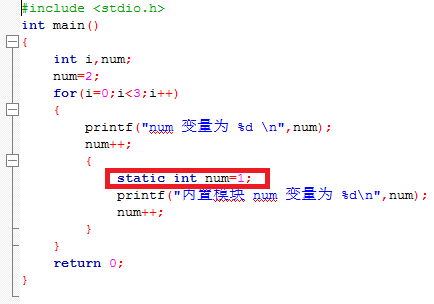 #include <stdio.h>
int main()
{
int i,num;
num=2;
for(i=0;i<3;i++)
{
printf("num 变量为 %d \n",num);
num++;
{
static int num=1;
printf("内置模块 num 变量为 %d\n",num);
num++;
}
}
return 0;
}